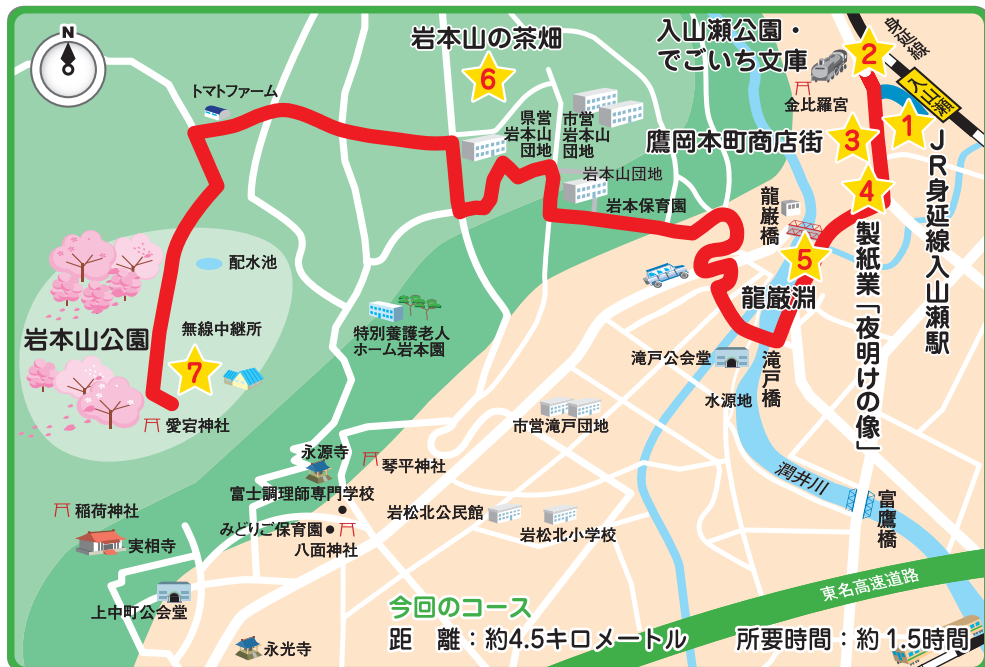 N
岩本山の茶畑
6
入山瀬公園・
でごいち文庫
2
身延線
入山瀬
金比羅宮
1
JR身延線入山瀬駅
鷹岡本町商店街
3
4
製紙業「夜明けの像」
トマトファーム
県営
岩本山
団地
市営
岩本山
団地
岩本山団地
岩本保育園
龍巌橋
5
龍巌淵
配水池
無線中継所
岩本山公園
7
愛宕神社
特別養護老人
ホーム岩本園
滝戸公会堂
滝戸橋
水源地
市営滝戸団地
潤井川
富鷹橋
永源寺
琴平神社
富士調理師専門学校
みどりご保育園
八面神社
岩松北公民館
岩松北小学校
稲荷神社
実相寺
上中町公会堂
永光寺
東名高速道路
今回のコース
距　離：約4.5キロメートル　所要時間：約1.5時間